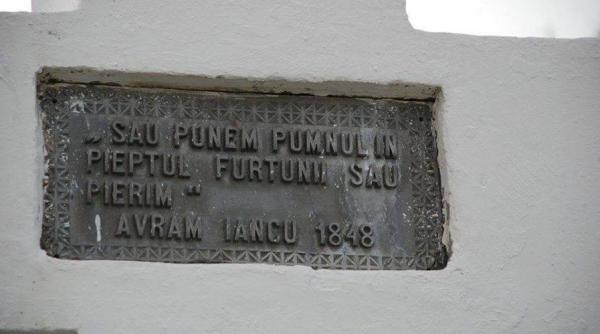 „SAU PUNEM PUMNUL IN
PIEPTUL FURTUNII SAU
PIERIM"
AVRAM IANCU 1848